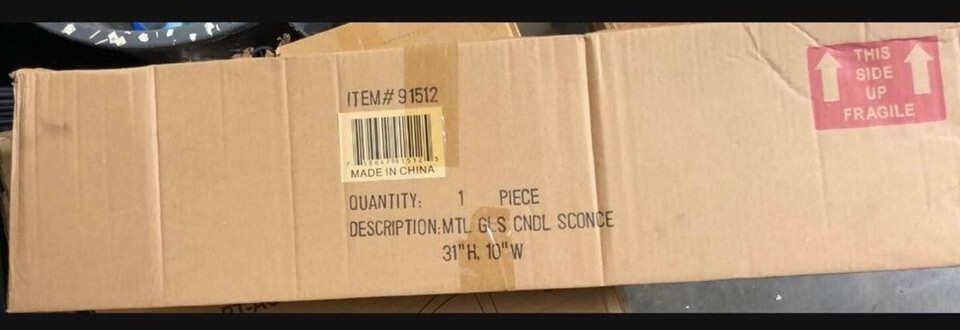 ITEM# 91512
MADE IN CHINA
QUANTITY: 1 PIECE
DESCRIPTION: MTL GLS CNDL SCONCE
31"H, 10"W
THIS
SIDE
UP
FRAGILE